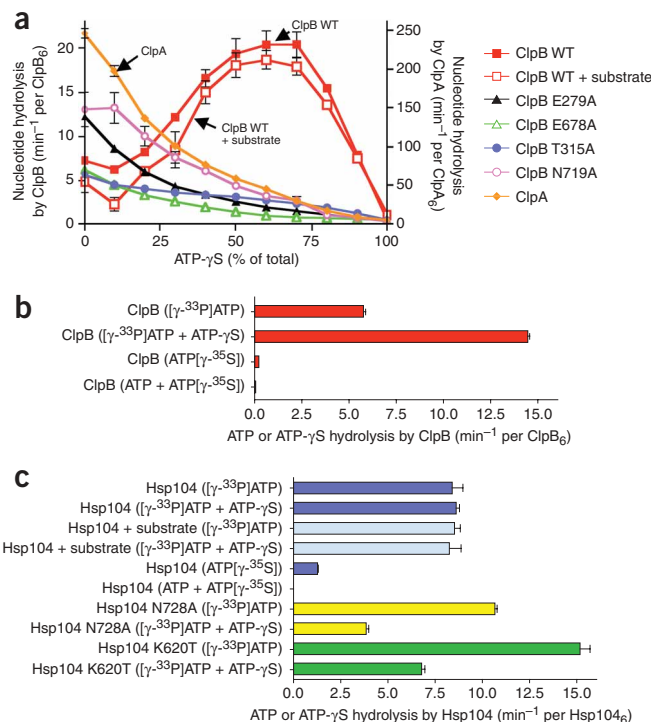 a
Nucleotide hydrolysis
by ClpB (min⁻¹ per ClpB₆)
20
15
10
5
0
ClpA
ClpB WT
ClpB WT
+ substrate
250
200
150
100
50
0
Nucleotide hydrolysis
by ClpA (min⁻¹ per ClpA₆)
0
25
50
75
100
ATP-γS (% of total)
ClpB WT
ClpB WT + substrate
ClpB E279A
ClpB E678A
ClpB T315A
ClpB N719A
ClpA
b
ClpB ([γ-³³P]ATP)
ClpB ([γ-³³P]ATP + ATP-γS)
ClpB (ATP[γ-³⁵S])
ClpB (ATP + ATP[γ-³⁵S])
0.0 2.5 5.0 7.5 10.0 12.5 15.0
ATP or ATP-γS hydrolysis by ClpB (min⁻¹ per ClpB₆)
c
Hsp104 ([γ-³³P]ATP)
Hsp104 ([γ-³³P]ATP + ATP-γS)
Hsp104 + substrate ([γ-³³P]ATP)
Hsp104 + substrate ([γ-³³P]ATP + ATP-γS)
Hsp104 (ATP[γ-³⁵S])
Hsp104 (ATP + ATP[γ-³⁵S])
Hsp104 N728A ([γ-³³P]ATP)
Hsp104 N728A ([γ-³³P]ATP + ATP-γS)
Hsp104 K620T ([γ-³³P]ATP)
Hsp104 K620T ([γ-³³P]ATP + ATP-γS)
0.0 2.5 5.0 7.5 10.0 12.5 15.0
ATP or ATP-γS hydrolysis by Hsp104 (min⁻¹ per Hsp104₆)